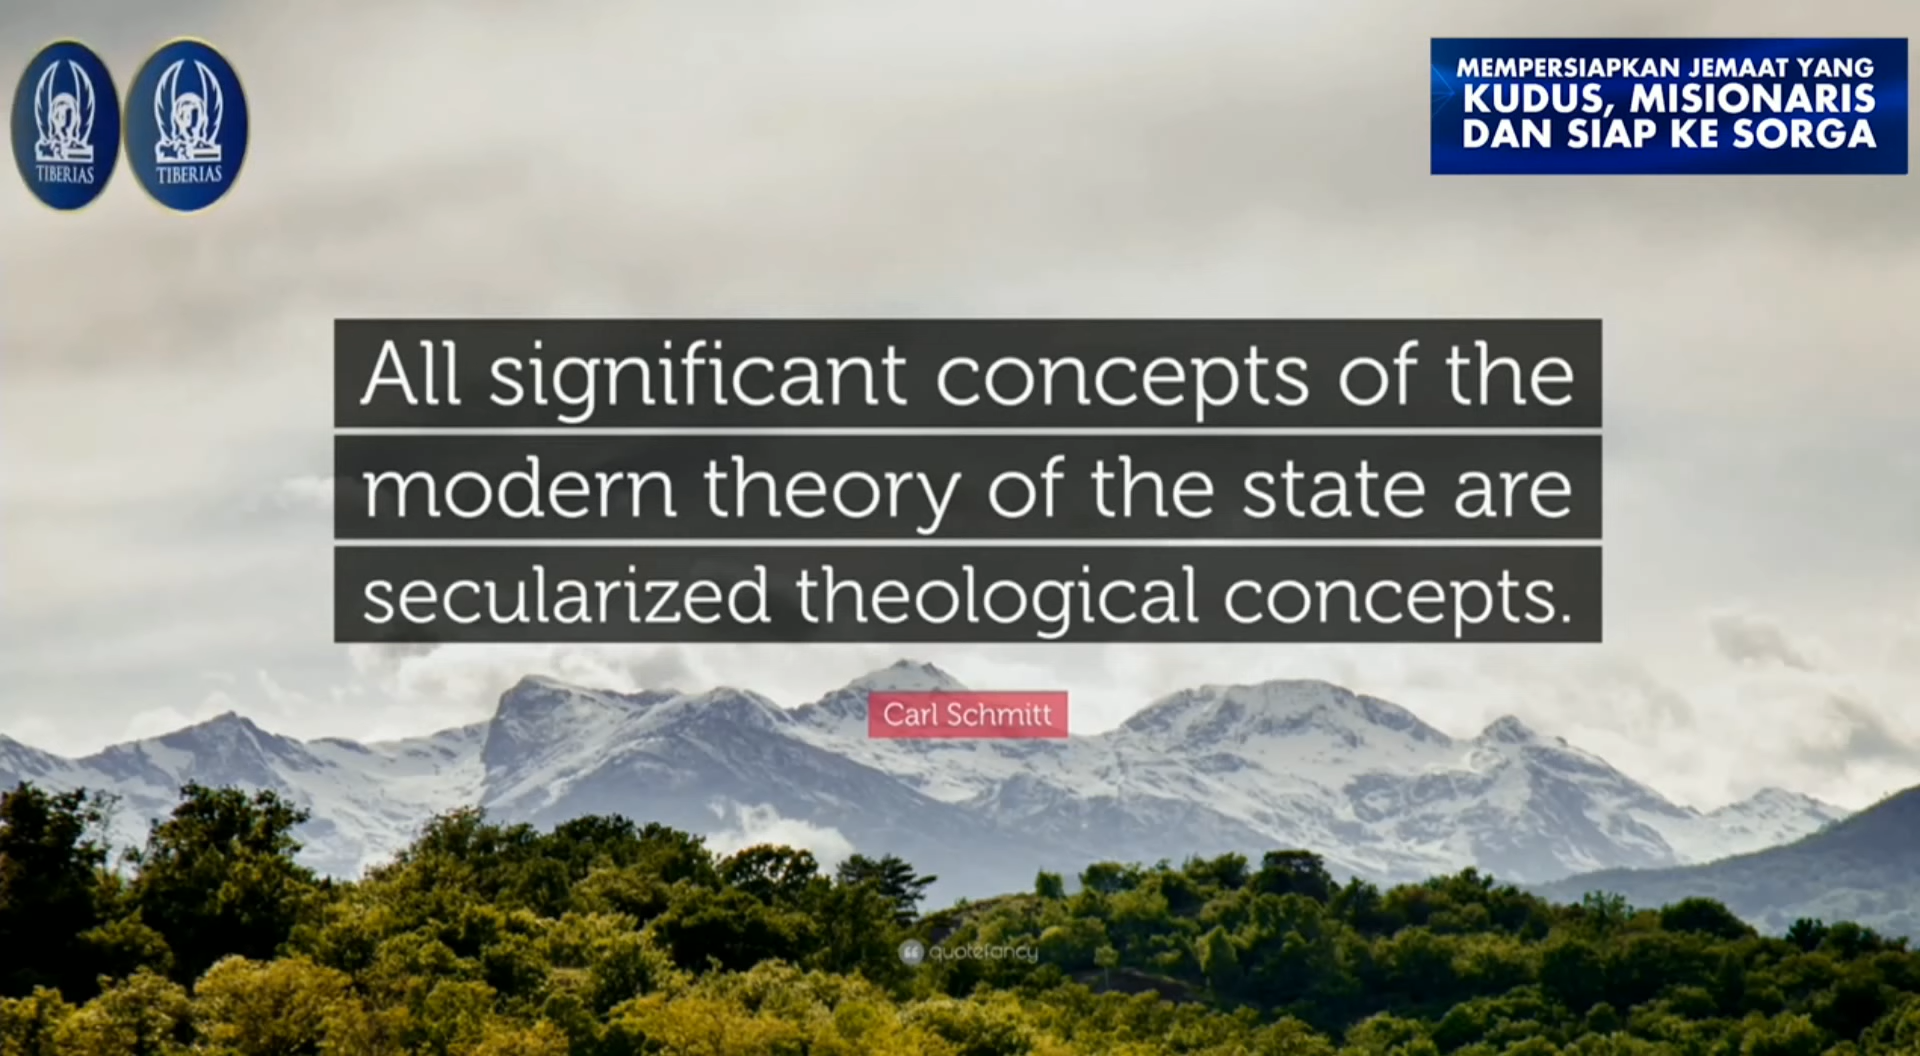 TIBERIAS
TIBERIAS
MEMPERSIAPKAN JEMAAT YANG
KUDUS, MISIONARIS
DAN SIAP KE SORGA
All significant concepts of the
modern theory of the state are
secularized theological concepts.
Carl Schmitt
quotefancy